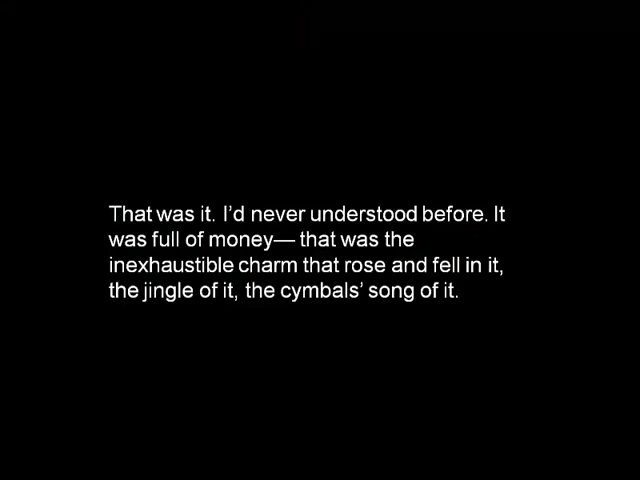 That was it. I’d never understood before. It
was full of money— that was the
inexhaustible charm that rose and fell in it,
the jingle of it, the cymbals’ song of it.